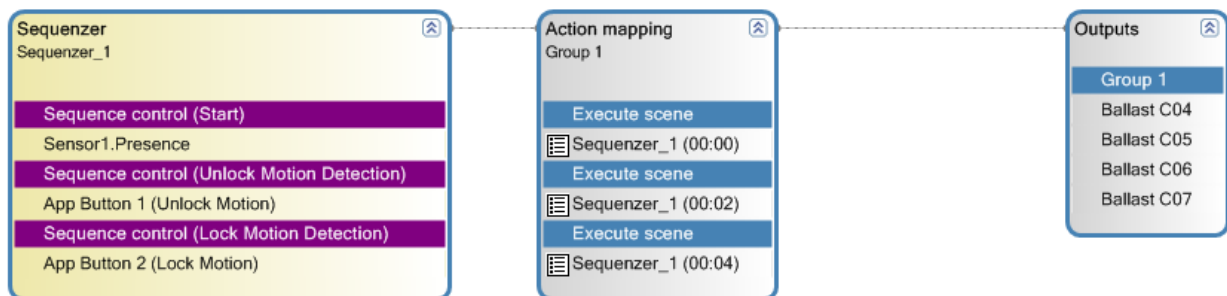 Sequenzer
Sequenzer_1
Sequence control (Start)
Sensor1.Presence
Sequence control (Unlock Motion Detection)
App Button 1 (Unlock Motion)
Sequence control (Lock Motion Detection)
App Button 2 (Lock Motion)
Action mapping
Group 1
Execute scene
Sequenzer_1 (00:00)
Execute scene
Sequenzer_1 (00:02)
Execute scene
Sequenzer_1 (00:04)
Outputs
Group 1
Ballast C04
Ballast C05
Ballast C06
Ballast C07